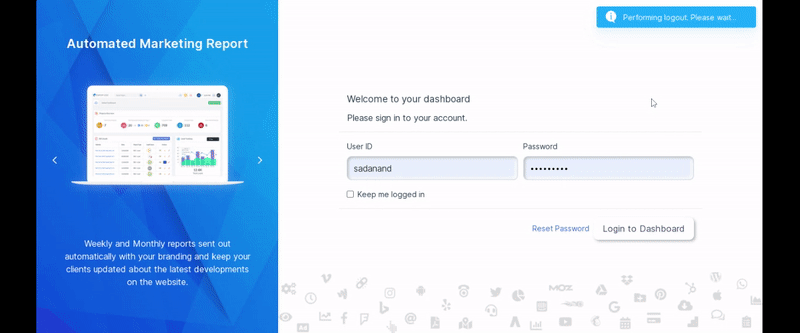 Performing logout. Please wait...
Automated Marketing Report
Welcome to your dashboard
Please sign in to your account.
User ID
Password
sadanand
•••••••••
Keep me logged in
Reset Password
Login to Dashboard
Weekly and Monthly reports sent out
automatically with your branding and keep your
clients updated about the latest developments
on the website.
MOZ